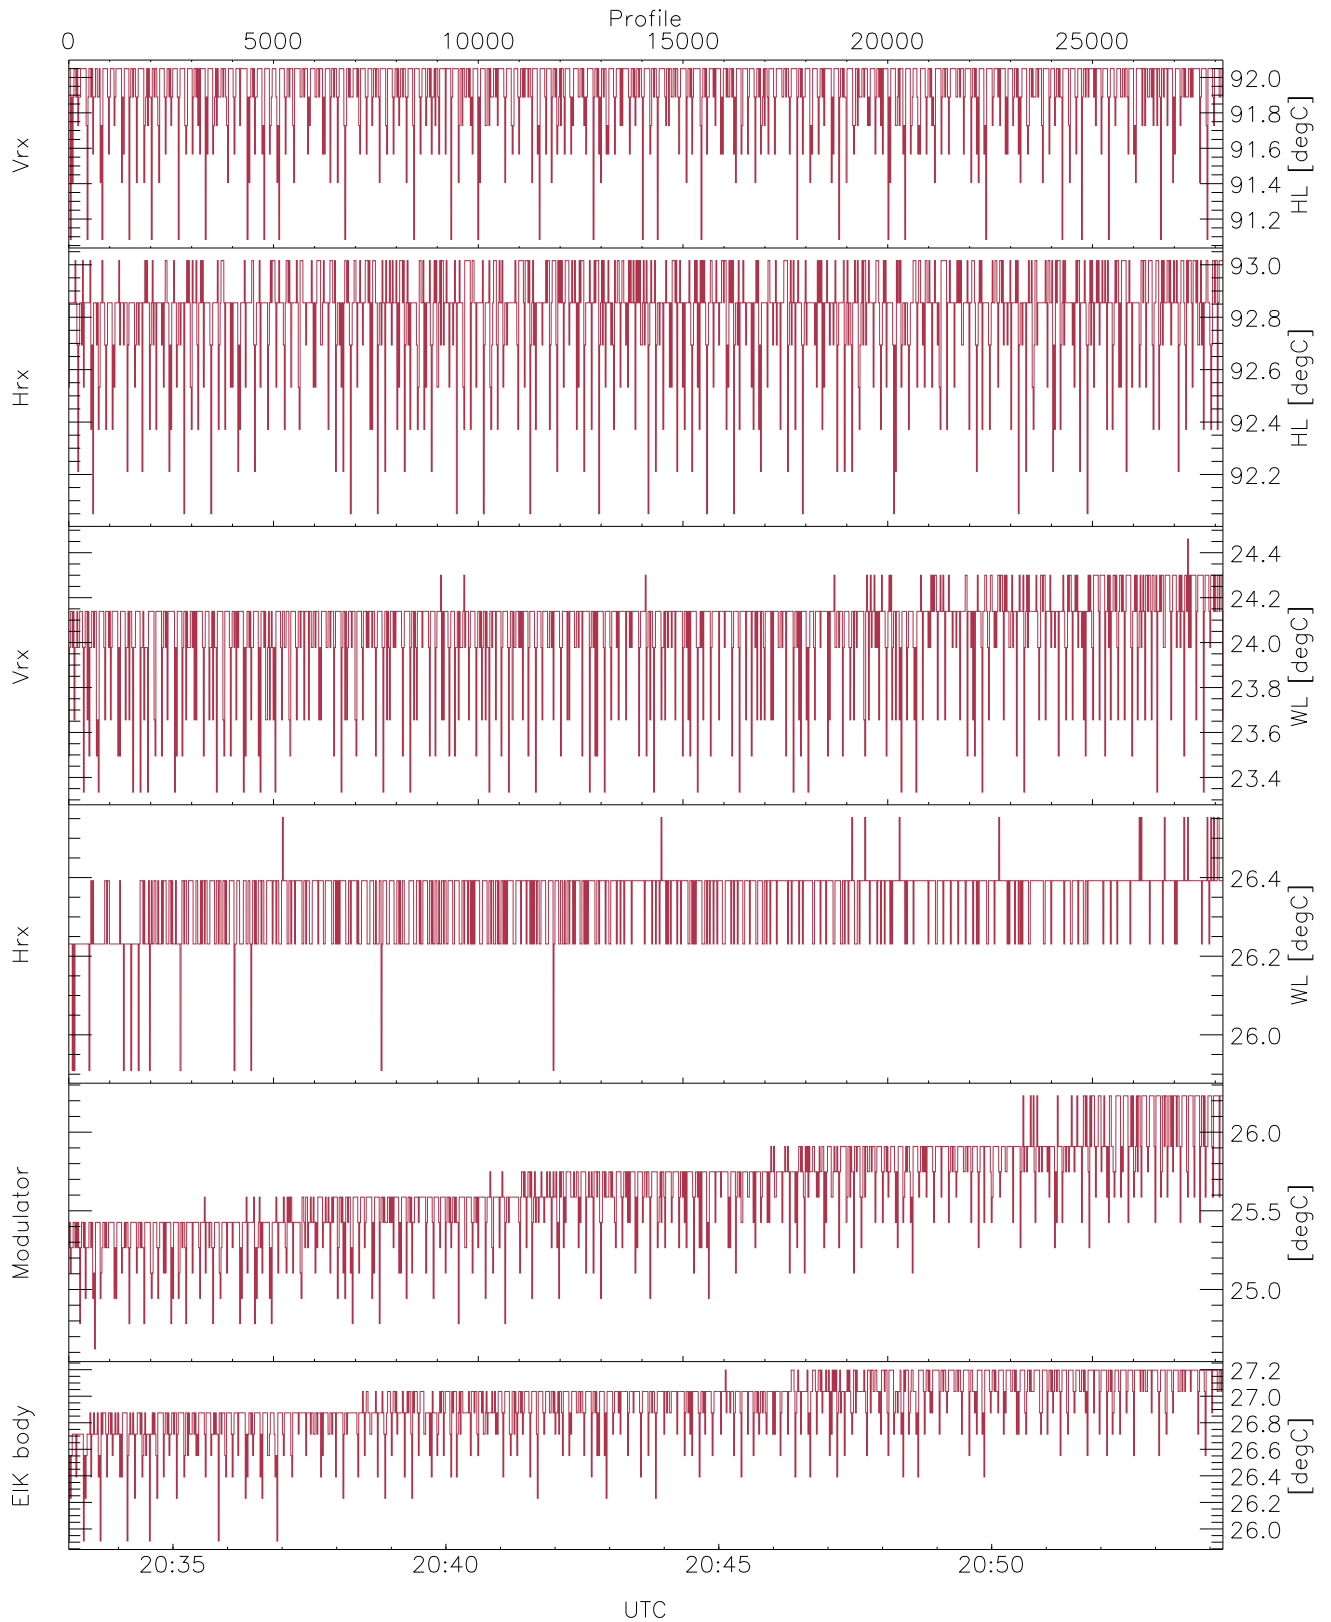 Profile
0 5000 10000 15000 20000 25000
Vrx
92.0
91.8
91.6
91.4
91.2
HL [degC]
Hrx
93.0
92.8
92.6
92.4
92.2
HL [degC]
Vrx
24.4
24.2
24.0
23.8
23.6
23.4
WL [degC]
Hrx
26.4
26.2
26.0
WL [degC]
Modulator
26.0
25.5
25.0
[degC]
EIK body
27.2
27.0
26.8
26.6
26.4
26.2
26.0
[degC]
20:35 20:40 20:45 20:50
UTC